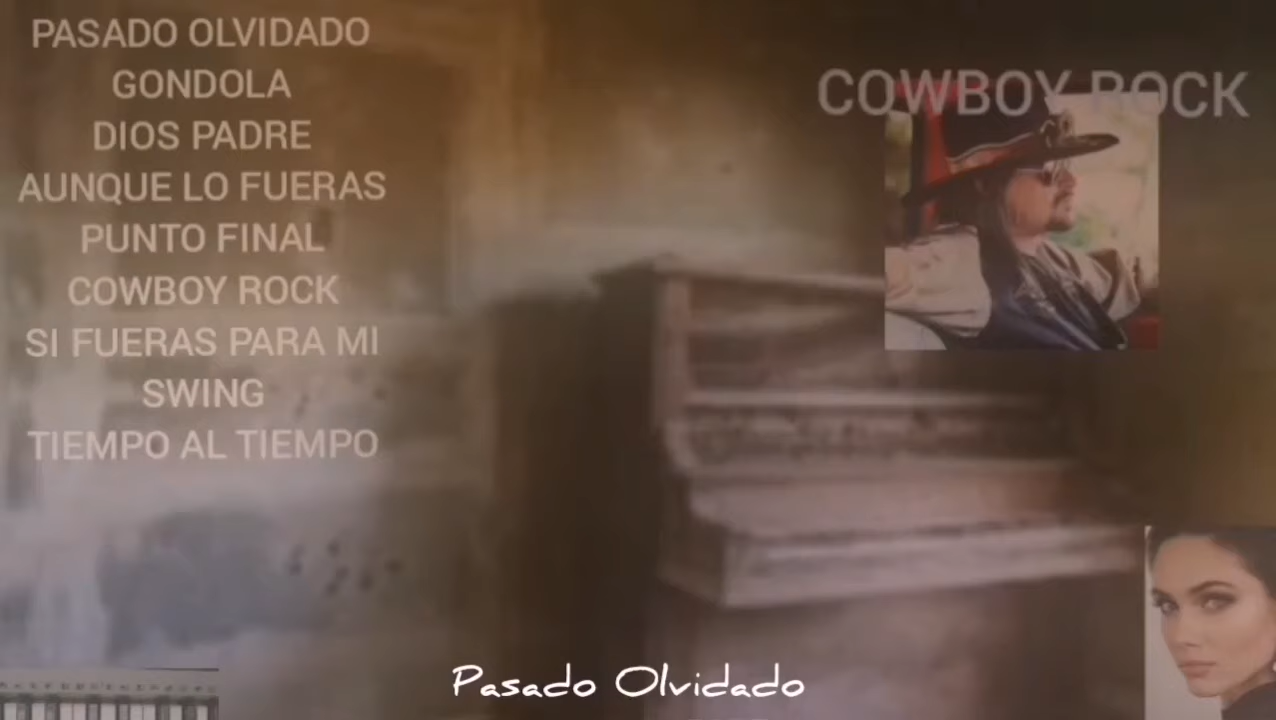 PASADO OLVIDADO
GONDOLA
DIOS PADRE
AUNQUE LO FUERAS
PUNTO FINAL
COWBOY ROCK
SI FUERAS PARA MI
SWING
TIEMPO AL TIEMPO
COWBOY ROCK
Pasado Olvidado